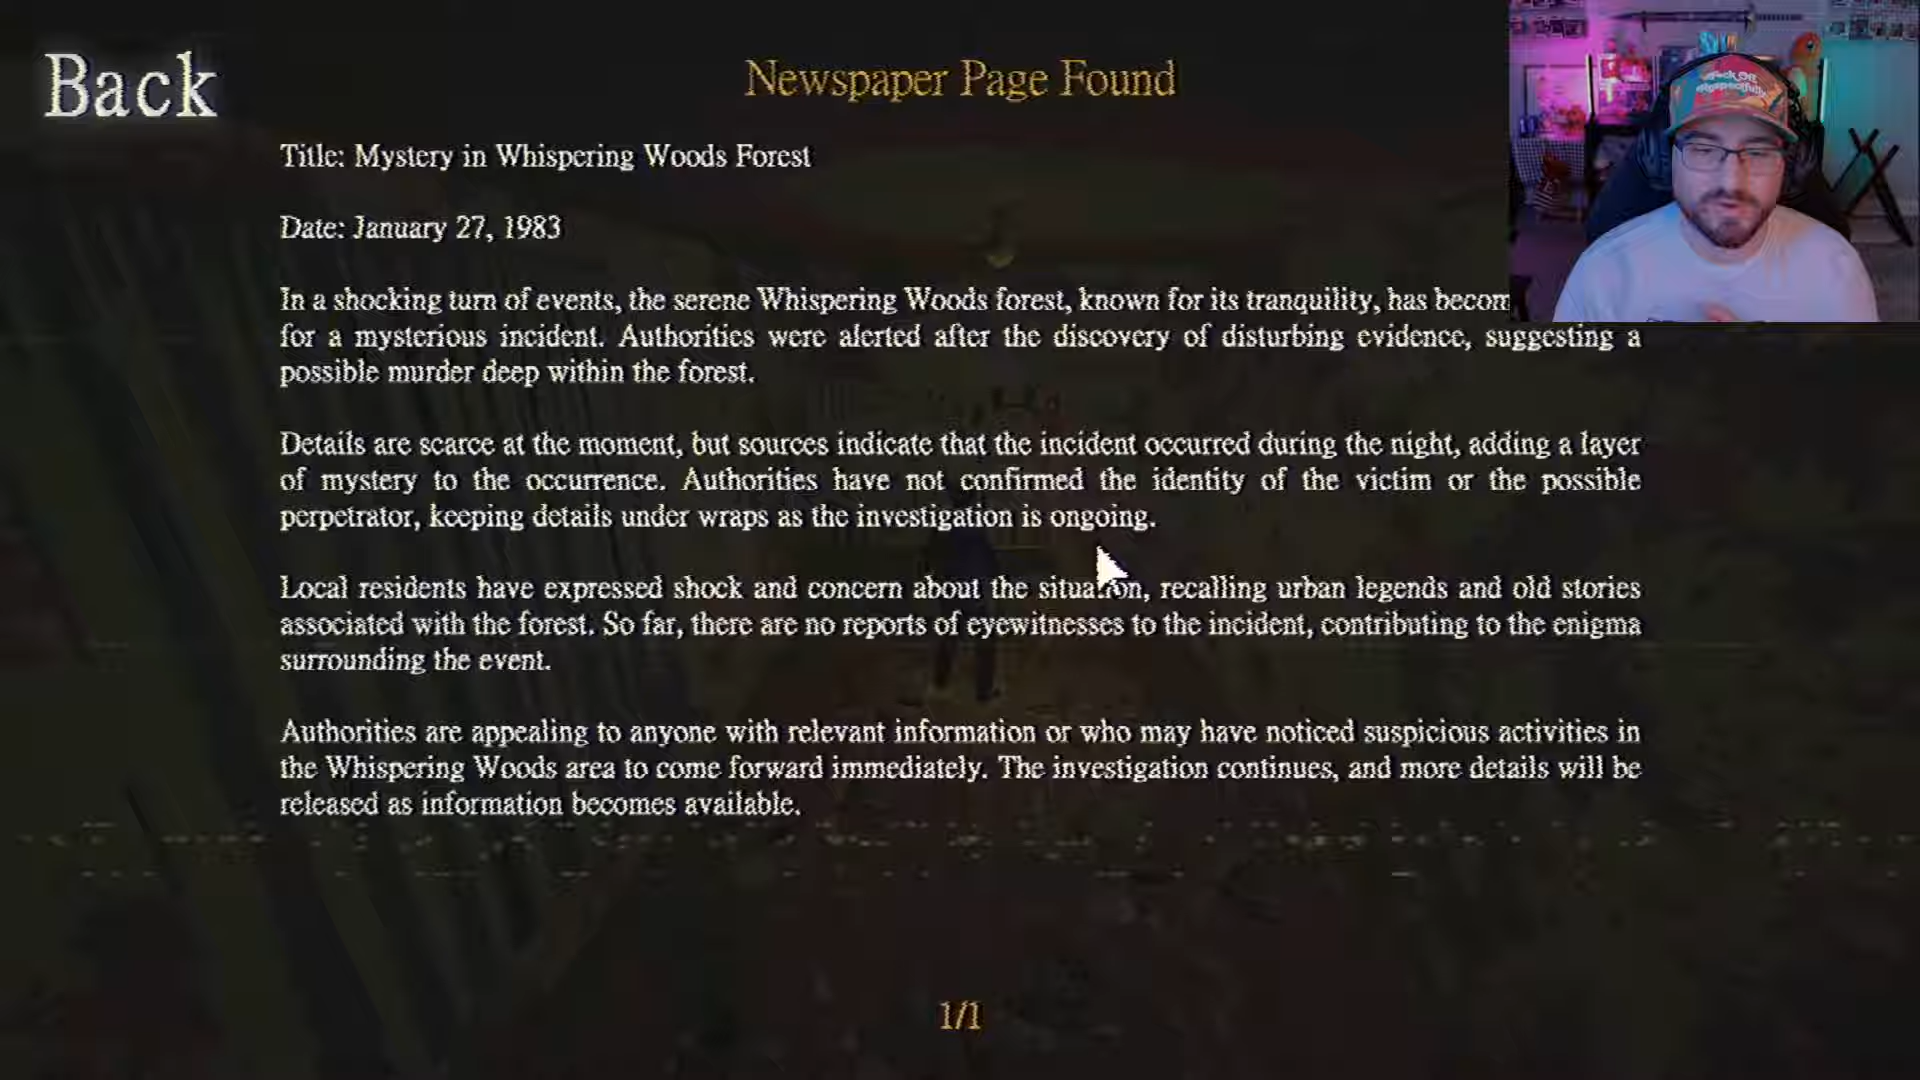 Back
Newspaper Page Found
Title: Mystery in Whispering Woods Forest
Date: January 27, 1983
In a shocking turn of events, the serene Whispering Woods forest, known for its tranquility, has becom
for a mysterious incident. Authorities were alerted after the discovery of disturbing evidence, suggesting a
possible murder deep within the forest.
Details are scarce at the moment, but sources indicate that the incident occurred during the night, adding a layer
of mystery to the occurrence. Authorities have not confirmed the identity of the victim or the possible
perpetrator, keeping details under wraps as the investigation is ongoing.
Local residents have expressed shock and concern about the situation, recalling urban legends and old stories
associated with the forest. So far, there are no reports of eyewitnesses to the incident, contributing to the enigma
surrounding the event.
Authorities are appealing to anyone with relevant information or who may have noticed suspicious activities in
the Whispering Woods area to come forward immediately. The investigation continues, and more details will be
released as information becomes available.
1/1